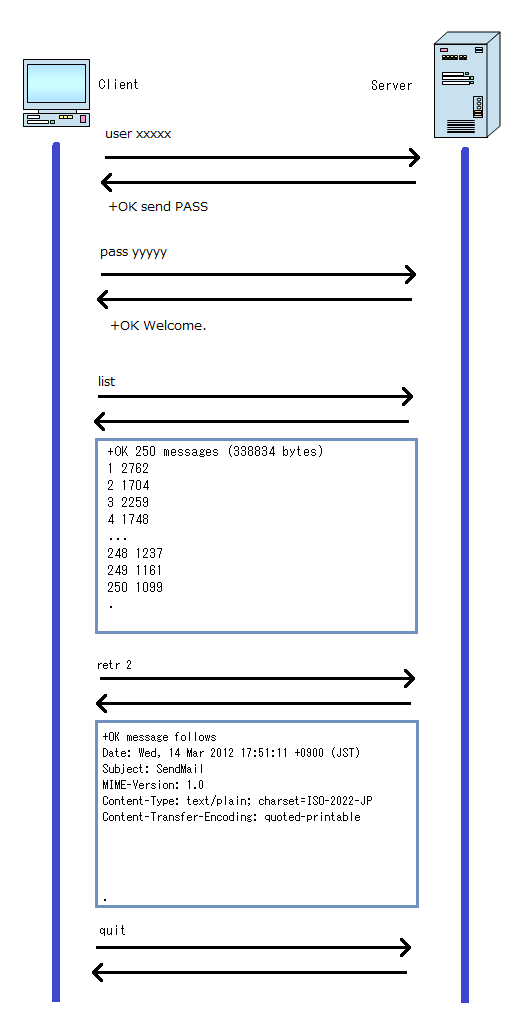 Client
Server
user xxxxx
+OK send PASS
pass yyyyy
+OK Welcome.
list
+OK 250 messages (338834 bytes)
1 2762
2 1704
3 2259
4 1748
...
248 1237
249 1161
250 1099
.
retr 2
+OK message follows
Date: Wed, 14 Mar 2012 17:51:11 +0900 (JST)
Subject: SendMail
MIME-Version: 1.0
Content-Type: text/plain; charset=ISO-2022-JP
Content-Transfer-Encoding: quoted-printable
.
quit